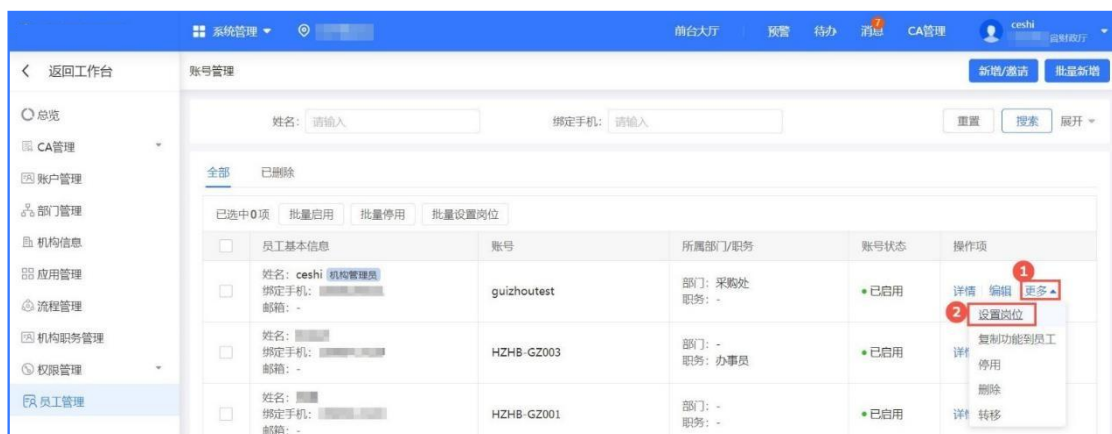 系统管理
前台大厅 预警 待办 消息 7 CA管理 ceshi
返回工作台 账号管理 新增/邀请 批量新增
总览
姓名: 请输入 绑定手机: 请输入 重置 搜索 展开
CA管理
账户管理 全部 已删除
部门管理 已选中0项 批量启用 批量停用 批量设置岗位
机构信息 员工基本信息 账号 所属部门/职务 账号状态 操作项
应用管理 姓名: ceshi 机构管理员
绑定手机:
邮箱: -
guizhoutest
部门: 采购处
职务: -
已启用
详情 编辑 更多
1
2 设置岗位
复制功能到员工
停用
删除
转移
流程管理
机构职务管理 姓名:
绑定手机:
邮箱: -
HZHB-GZ003
部门: -
职务: 办事员
已启用
权限管理
员工管理 姓名:
绑定手机:
邮箱: -
HZHB-GZ001
部门: -
职务: -
已启用